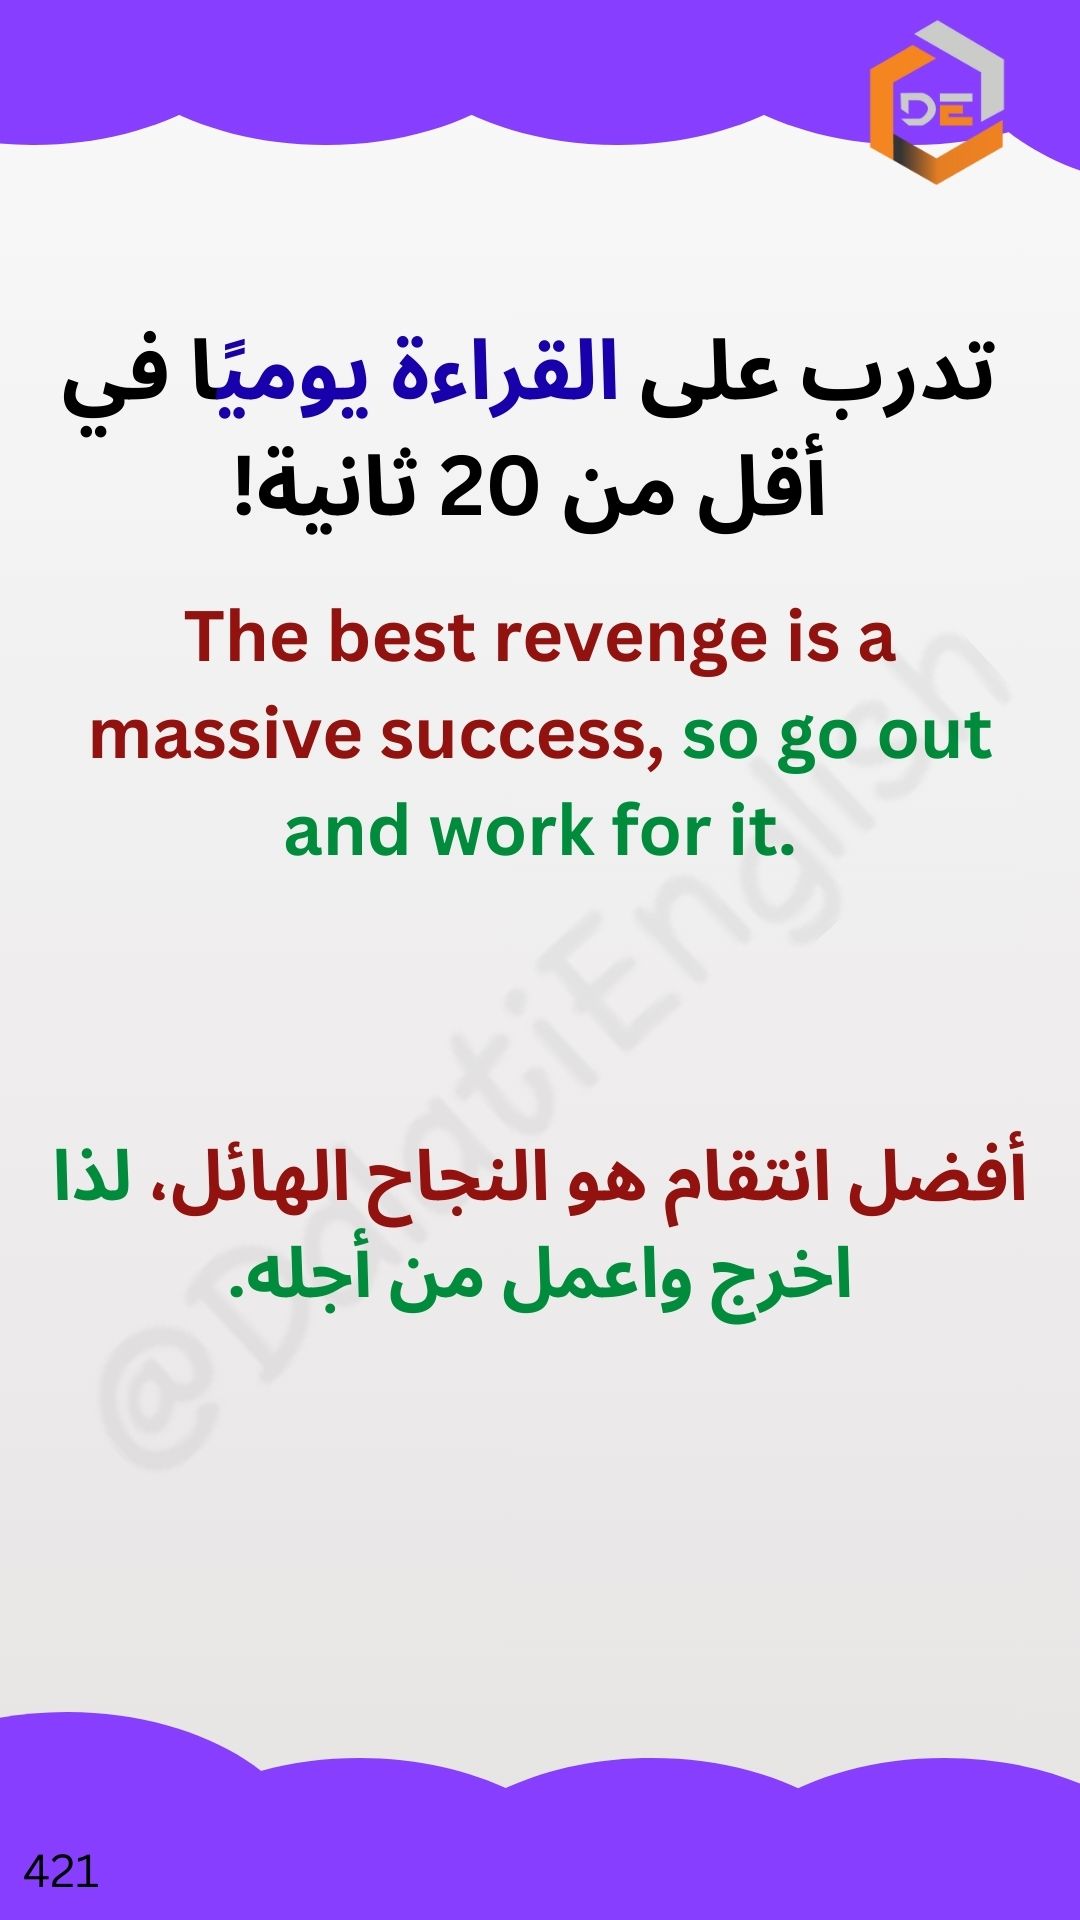 DE
تدرب على القراءة يوميًا في
أقل من 20 ثانية!
The best revenge is a
massive success, so go out
and work for it.
@DalatiEnglish
أفضل انتقام هو النجاح الهائل، لذا
اخرج واعمل من أجله.
421